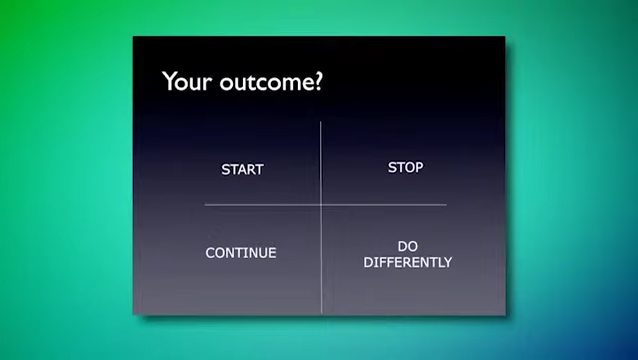 Your outcome?
START
STOP
CONTINUE
DO
DIFFERENTLY